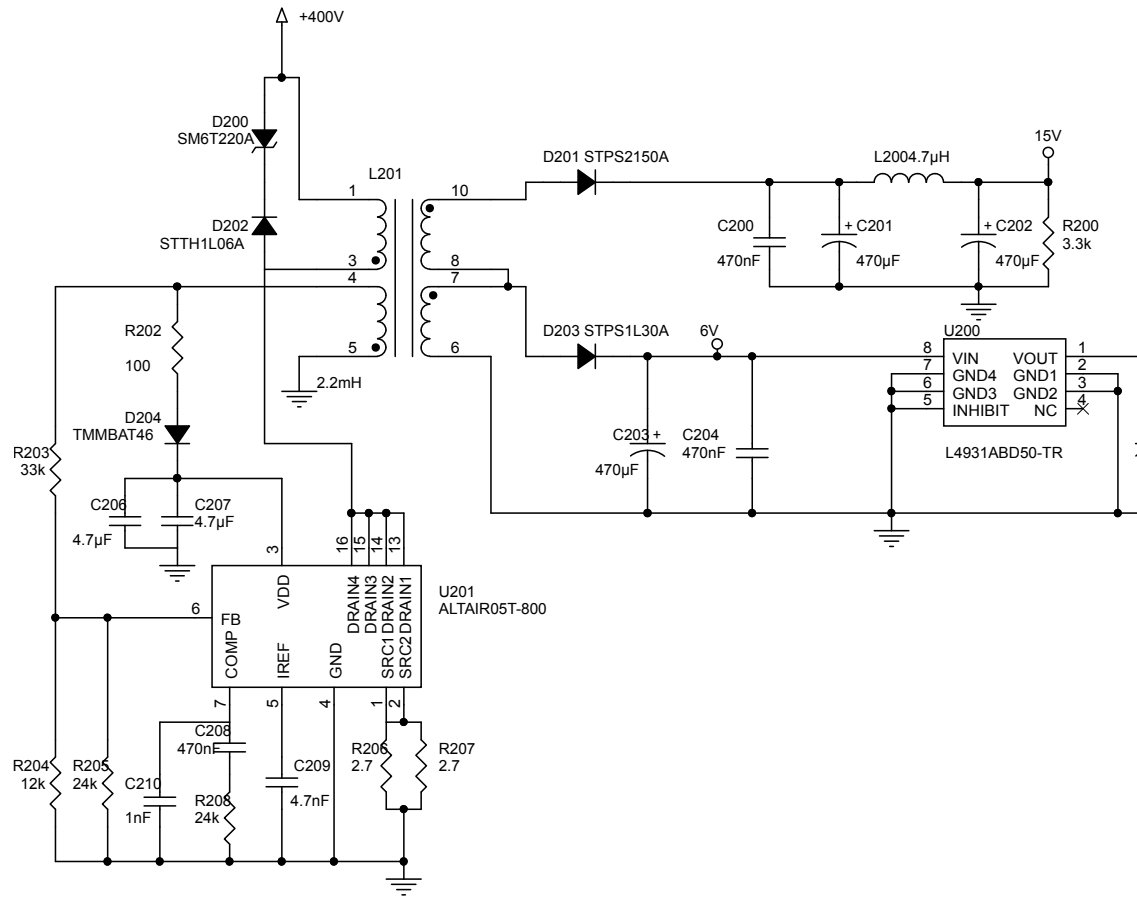 +400V
D200
SM6T220A
D202
STTH1L06A
L201
1
3
4
5
10
8
7
6
2.2mH
D201 STPS2150A
L2004.7µH
15V
C200
470nF
+ C201
470µF
+ C202
470µF
R200
3.3k
D203 STPS1L30A
6V
C203 +
470µF
C204
470nF
U200
8
7
6
5
VIN
GND4
GND3
INHIBIT
VOUT
GND1
GND2
NC
1
2
3
4
L4931ABD50-TR
R202
100
D204
TMMBAT46
R203
33k
C206
4.7µF
C207
4.7µF
3
16
15
14
13
U201
ALTAIR05T-800
6
FB
VDD
DRAIN4
DRAIN3
DRAIN2
DRAIN1
COMP
IREF
GND
SRC1
SRC2
7
5
4
1
2
C208
470nF
R204
12k
R205
24k
C210
1nF
R208
24k
C209
4.7nF
R206
2.7
R207
2.7